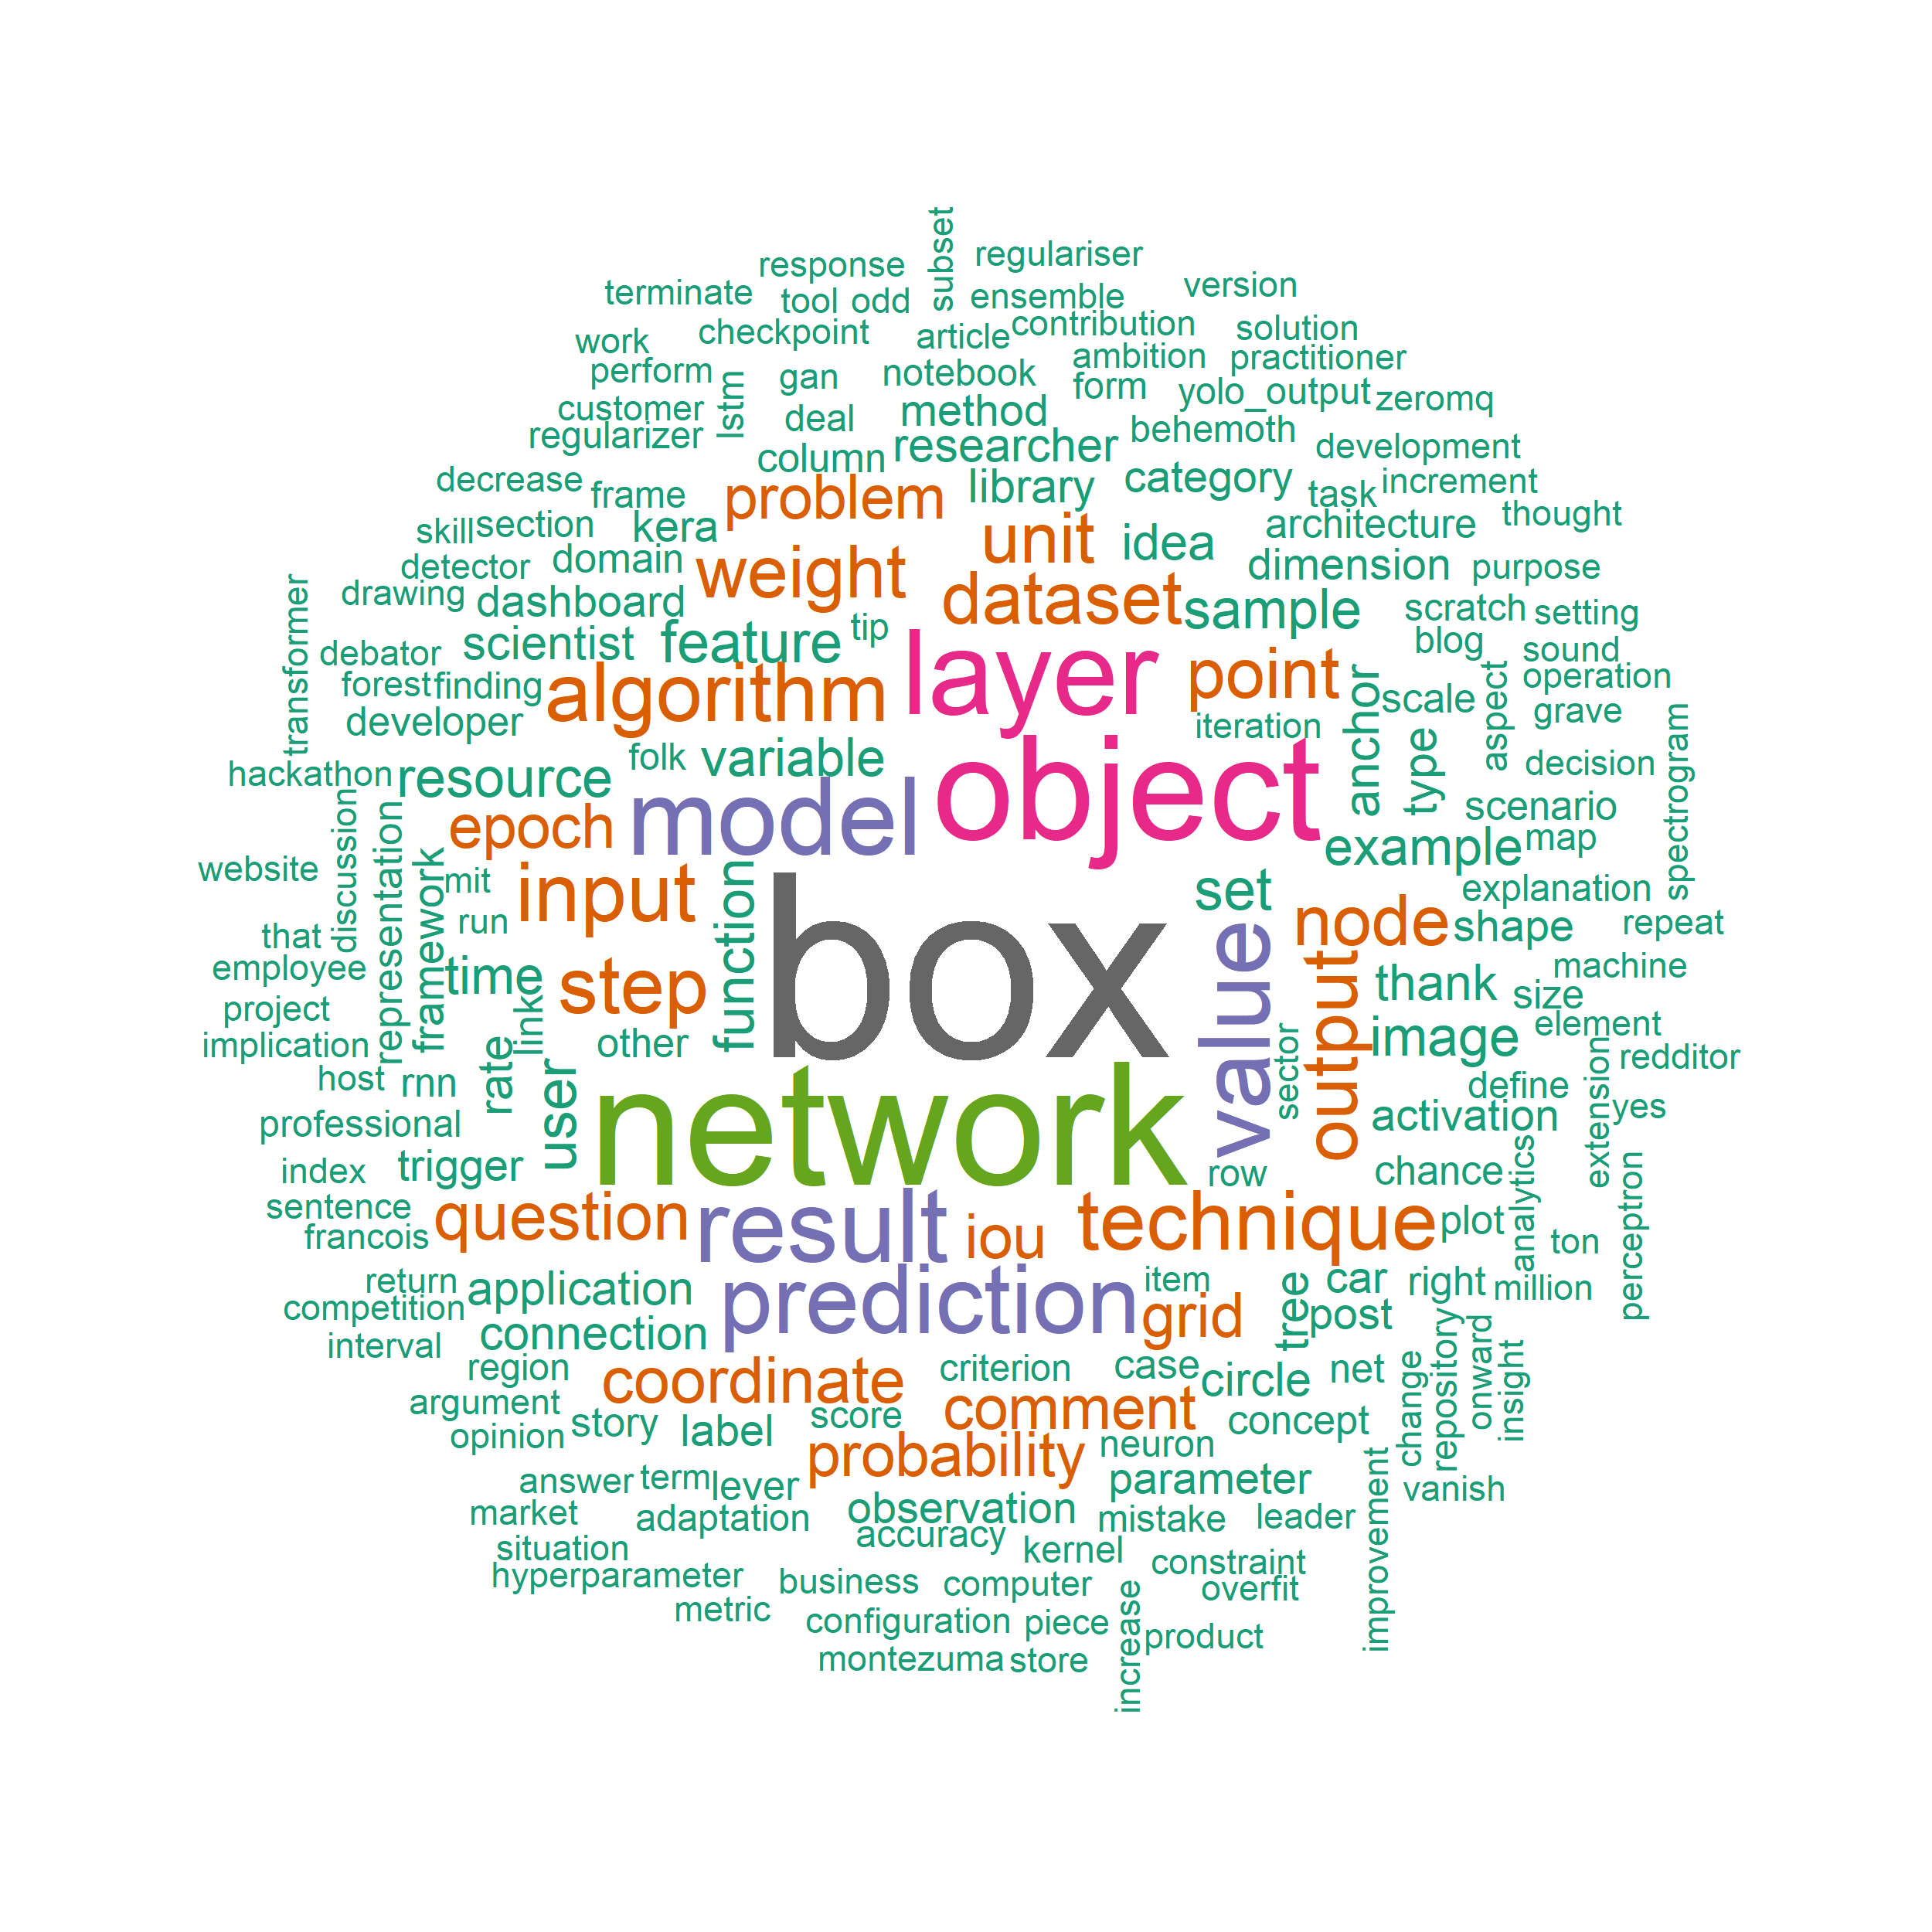 subset
response
regulariser
terminate
tool
odd
ensemble
version
work
checkpoint
article
contribution
solution
perform
gan
notebook
ambition
practitioner
customer
lstm
deal
method
form
yolo_output
zeromq
regularizer
column
researcher
behemoth
development
decrease
frame
problem
library
category
task
increment
skill
section
kera
unit
idea
architecture
thought
detector
domain
weight
dataset
dimension
purpose
transformer
drawing
dashboard
feature
tip
sample
scratch
setting
debator
scientist
layer
point
blog
sound
forest
finding
algorithm
anchor
scale
aspect
operation
developer
folk
variable
iteration
type
grave
hackathon
resource
model
object
scenario
decision
spectrogram
discussion
representation
epoch
example
map
website
framework
mit
input
function
box
set
explanation
that
run
value
node
shape
repeat
employee
time
step
output
thank
size
machine
project
link
implication
other
image
element
host
rnn
rate
user
network
sector
define
extension
redditor
professional
activation
yes
index
trigger
row
chance
analytics
perceptron
sentence
question
result
iou
technique
plot
francois
ton
return
application
prediction
item
tree
car
right
million
competition
grid
post
interval
connection
repository
onward
insight
region
coordinate
criterion
case
circle
net
change
argument
story
label
score
comment
concept
opinion
probability
neuron
answer
term
lever
parameter
improvement
vanish
market
adaptation
observation
mistake
leader
situation
accuracy
kernel
constraint
hyperparameter
business
computer
overfit
metric
configuration
piece
increase
product
montezuma
store